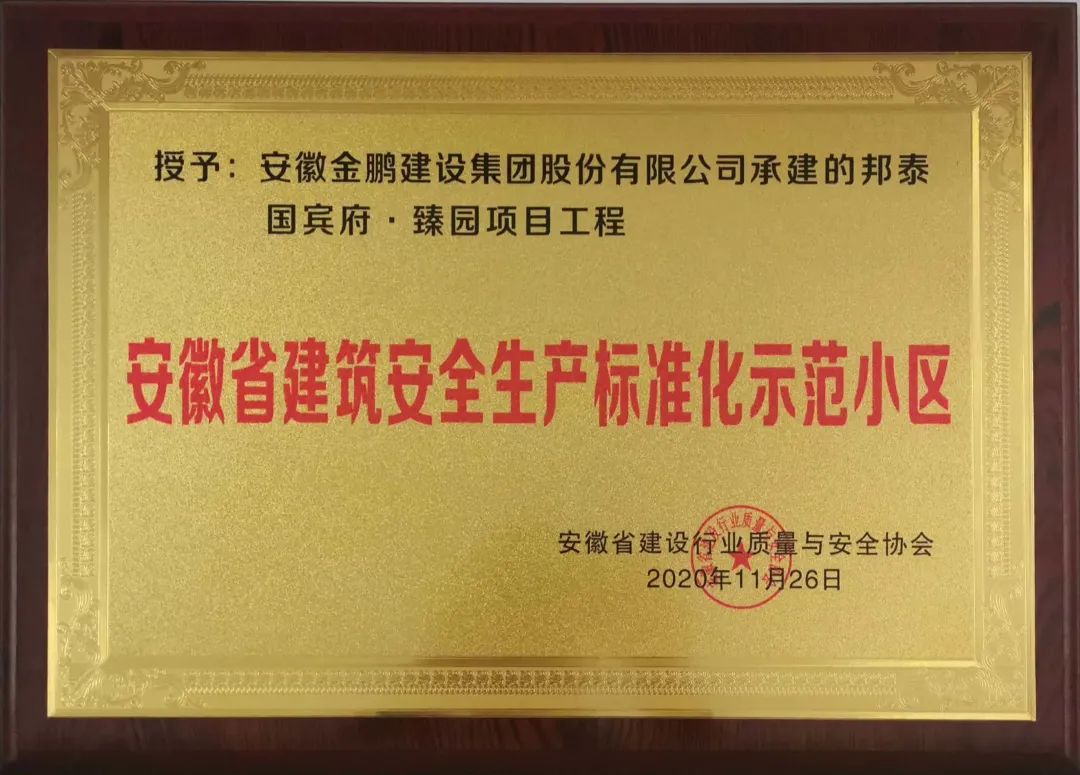 授予：安徽金鹏建设集团股份有限公司承建的邦泰
国宾府·臻园项目工程
安徽省建筑安全生产标准化示范小区
安徽省建设行业质量与安全协会
2020年11月26日